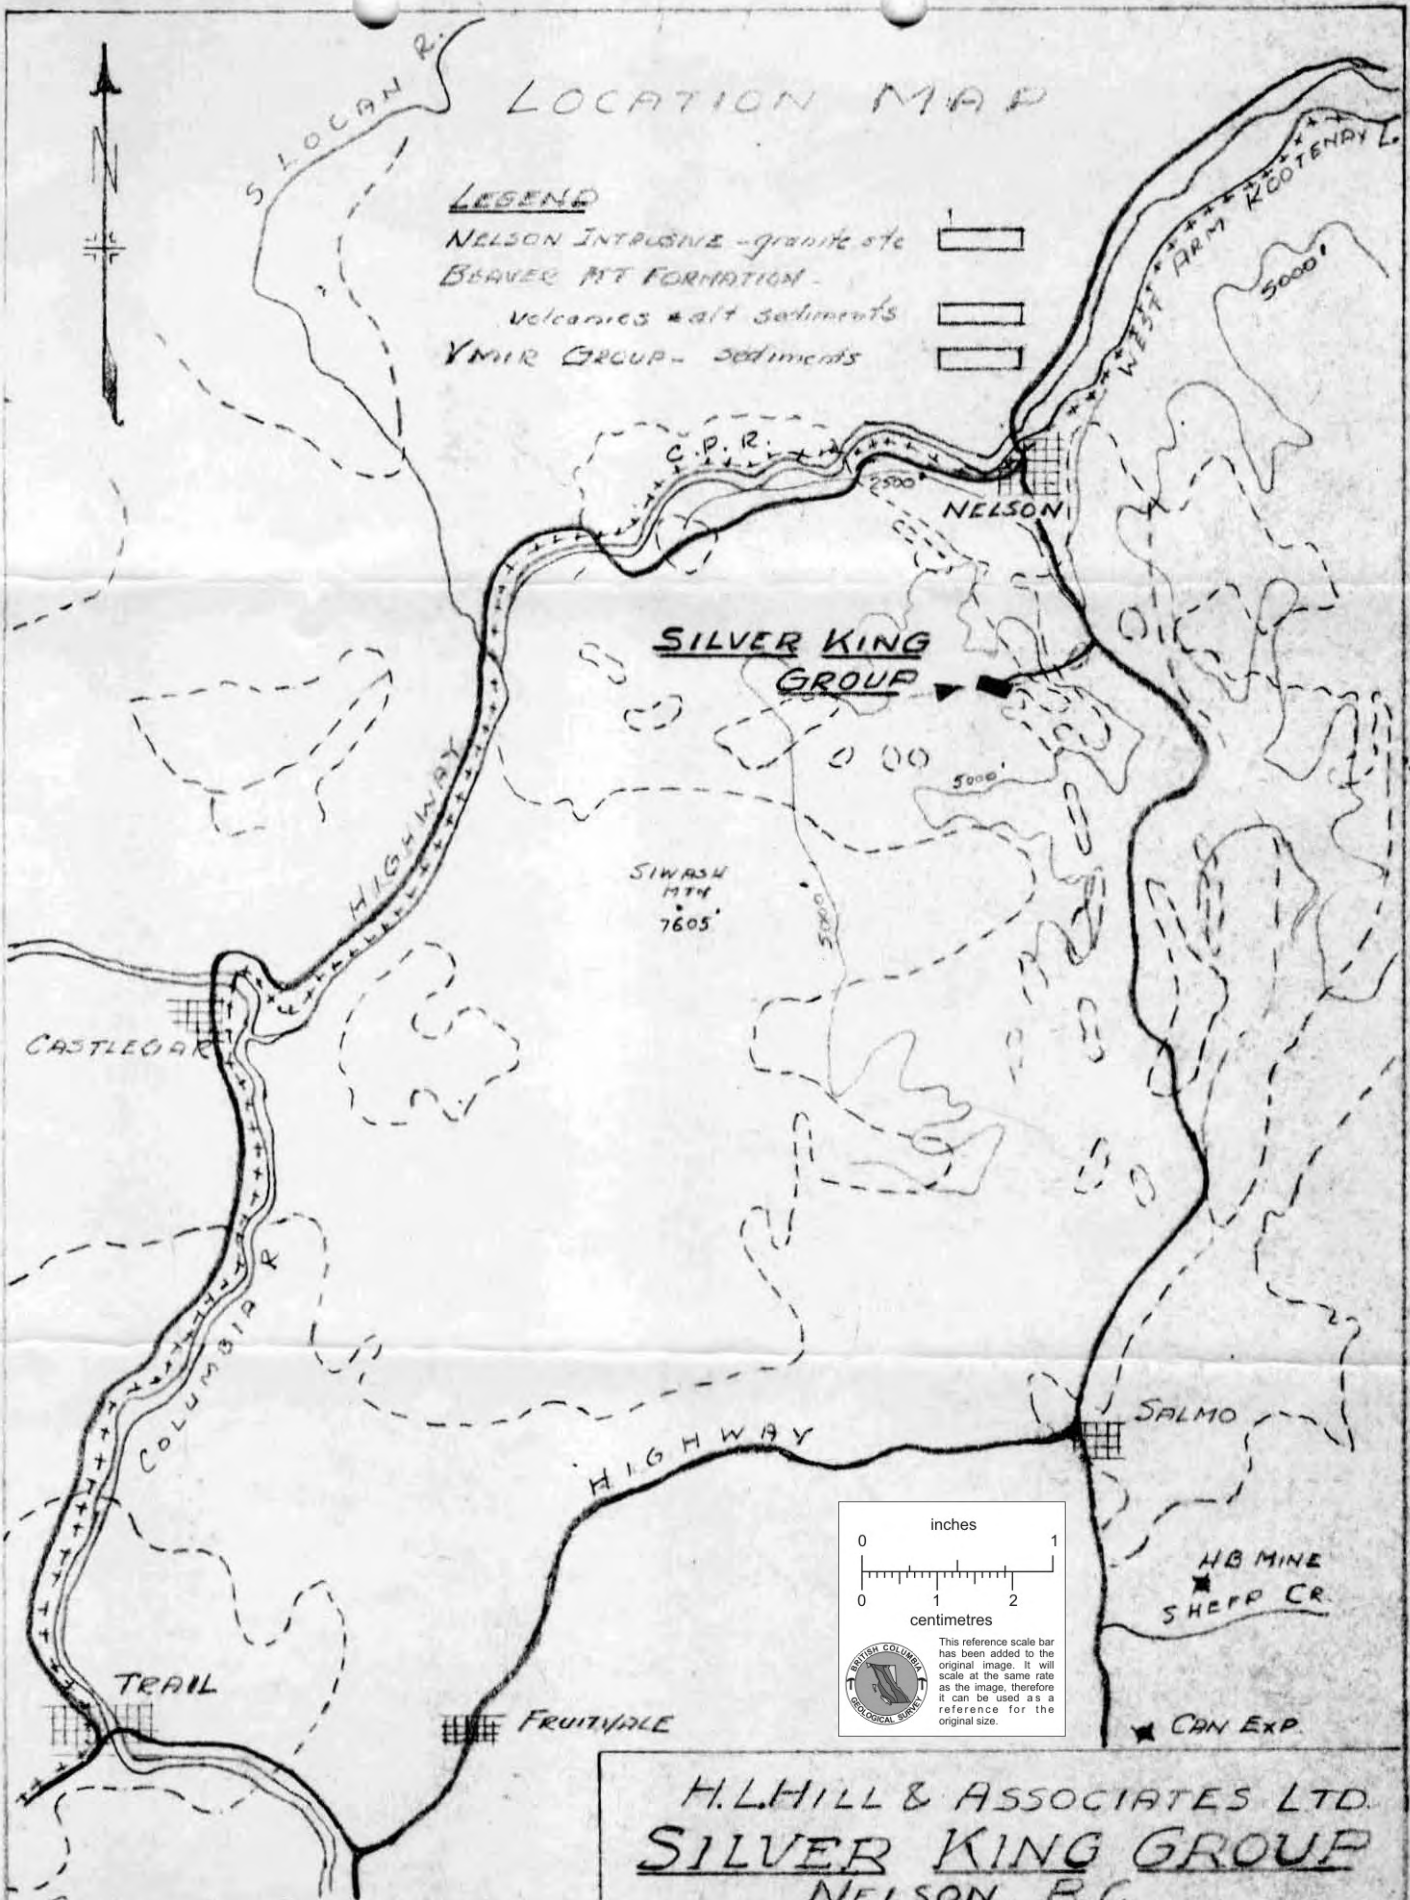 LOCATION MAP
N
SLOCAN R.
LEGEND
NELSON INTRUSIVE - granite etc
BEAVER MT FORMATION -
volcanics & alt sediments
YMIR GROUP - sediments
WEST ARM KOOTENAY L.
5000'
C.P.R.
2500'
NELSON
SILVER KING
GROUP
5000'
HIGHWAY
SIWASH
MTN
7605'
5000'
CASTLEGAR
COLUMBIA R
HIGHWAY
SALMO
HB MINE
SHEEP CR.
TRAIL
FRUITVALE
CAN EXP.
inches
0 1
0 1 2
centimetres
BRITISH COLUMBIA
GEOLOGICAL SURVEY
This reference scale bar
has been added to the
original image. It will
scale at the same rate
as the image, therefore
it can be used as a
reference for the
original size.
H.L.HILL & ASSOCIATES LTD.
SILVER KING GROUP
NELSON B.C.